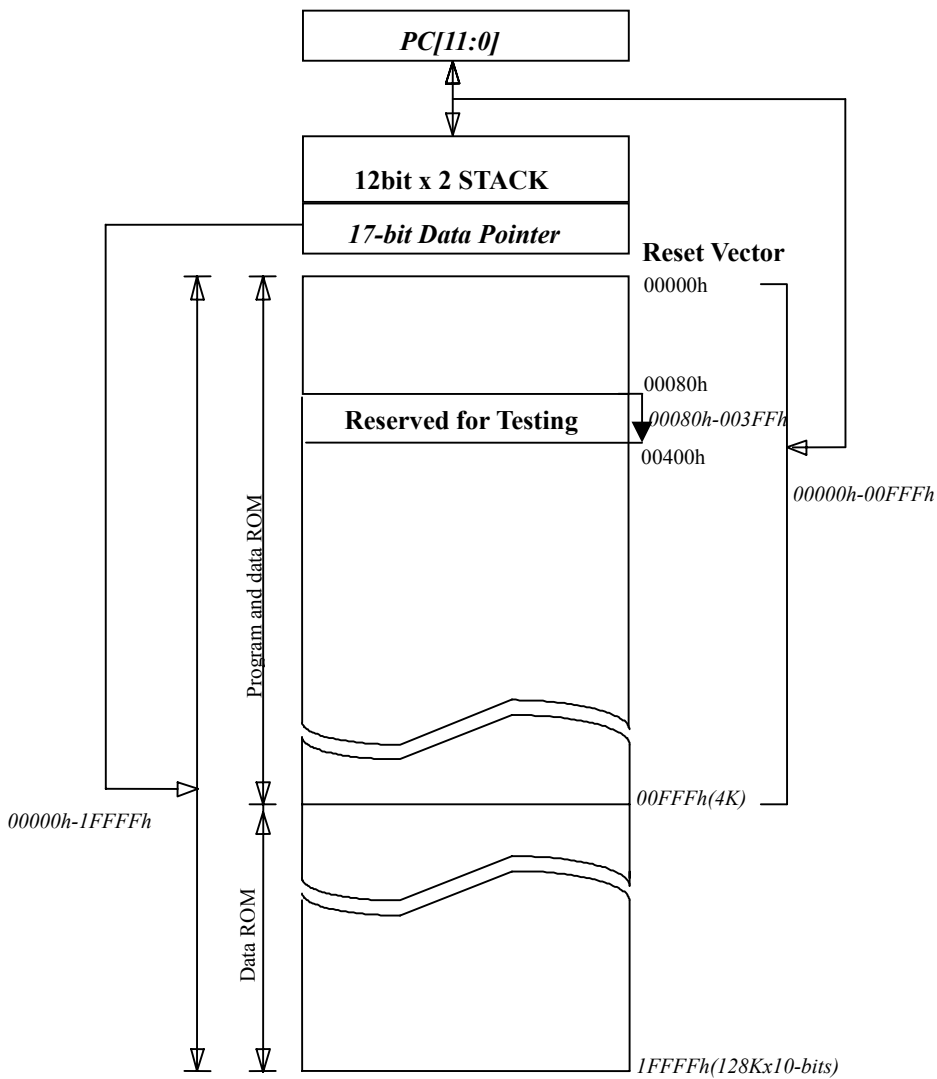 PC[11:0]
12bit x 2 STACK
17-bit Data Pointer
Reset Vector
00000h
00080h
Reserved for Testing
00080h-003FFh
00400h
00000h-00FFFh
Program and data ROM
00FFFh(4K)
00000h-1FFFFh
Data ROM
1FFFFh(128Kx10-bits)